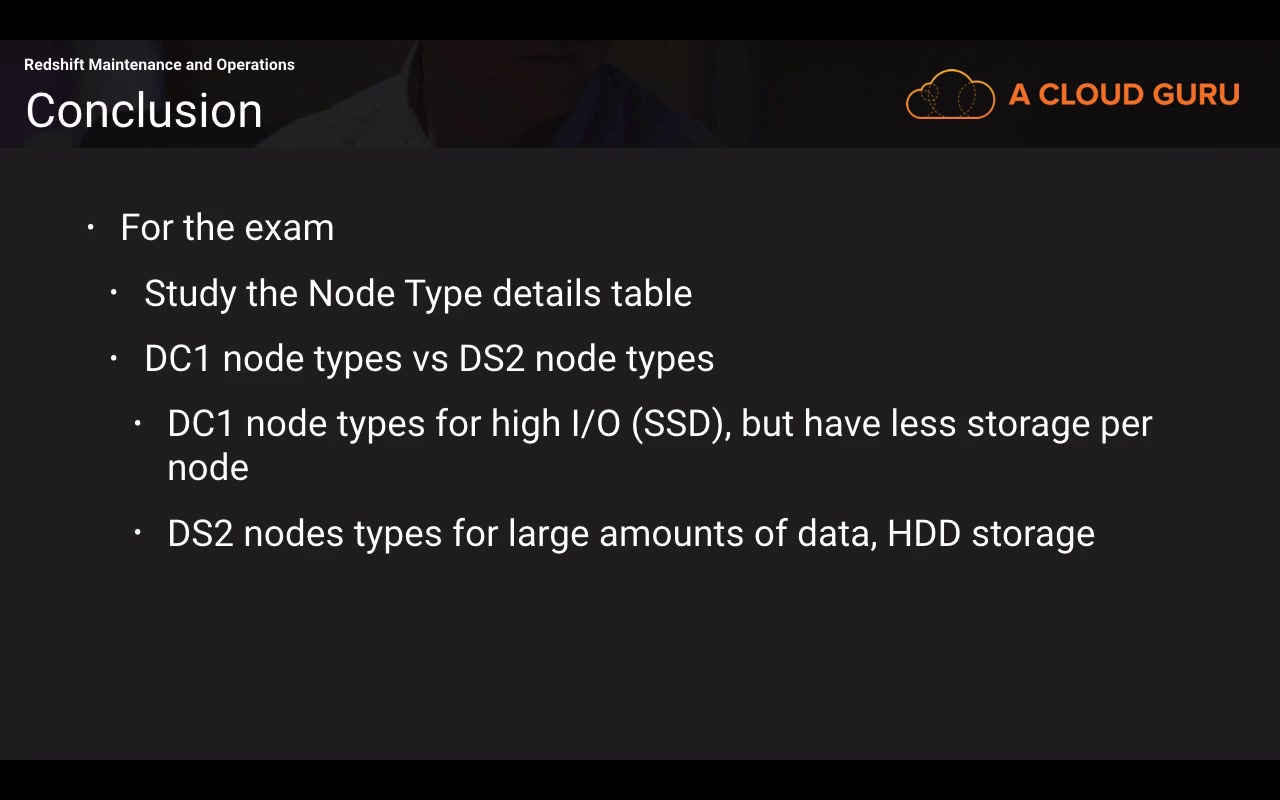 Redshift Maintenance and Operations
Conclusion
A CLOUD GURU
• For the exam
• Study the Node Type details table
• DC1 node types vs DS2 node types
• DC1 node types for high I/O (SSD), but have less storage per
node
• DS2 nodes types for large amounts of data, HDD storage